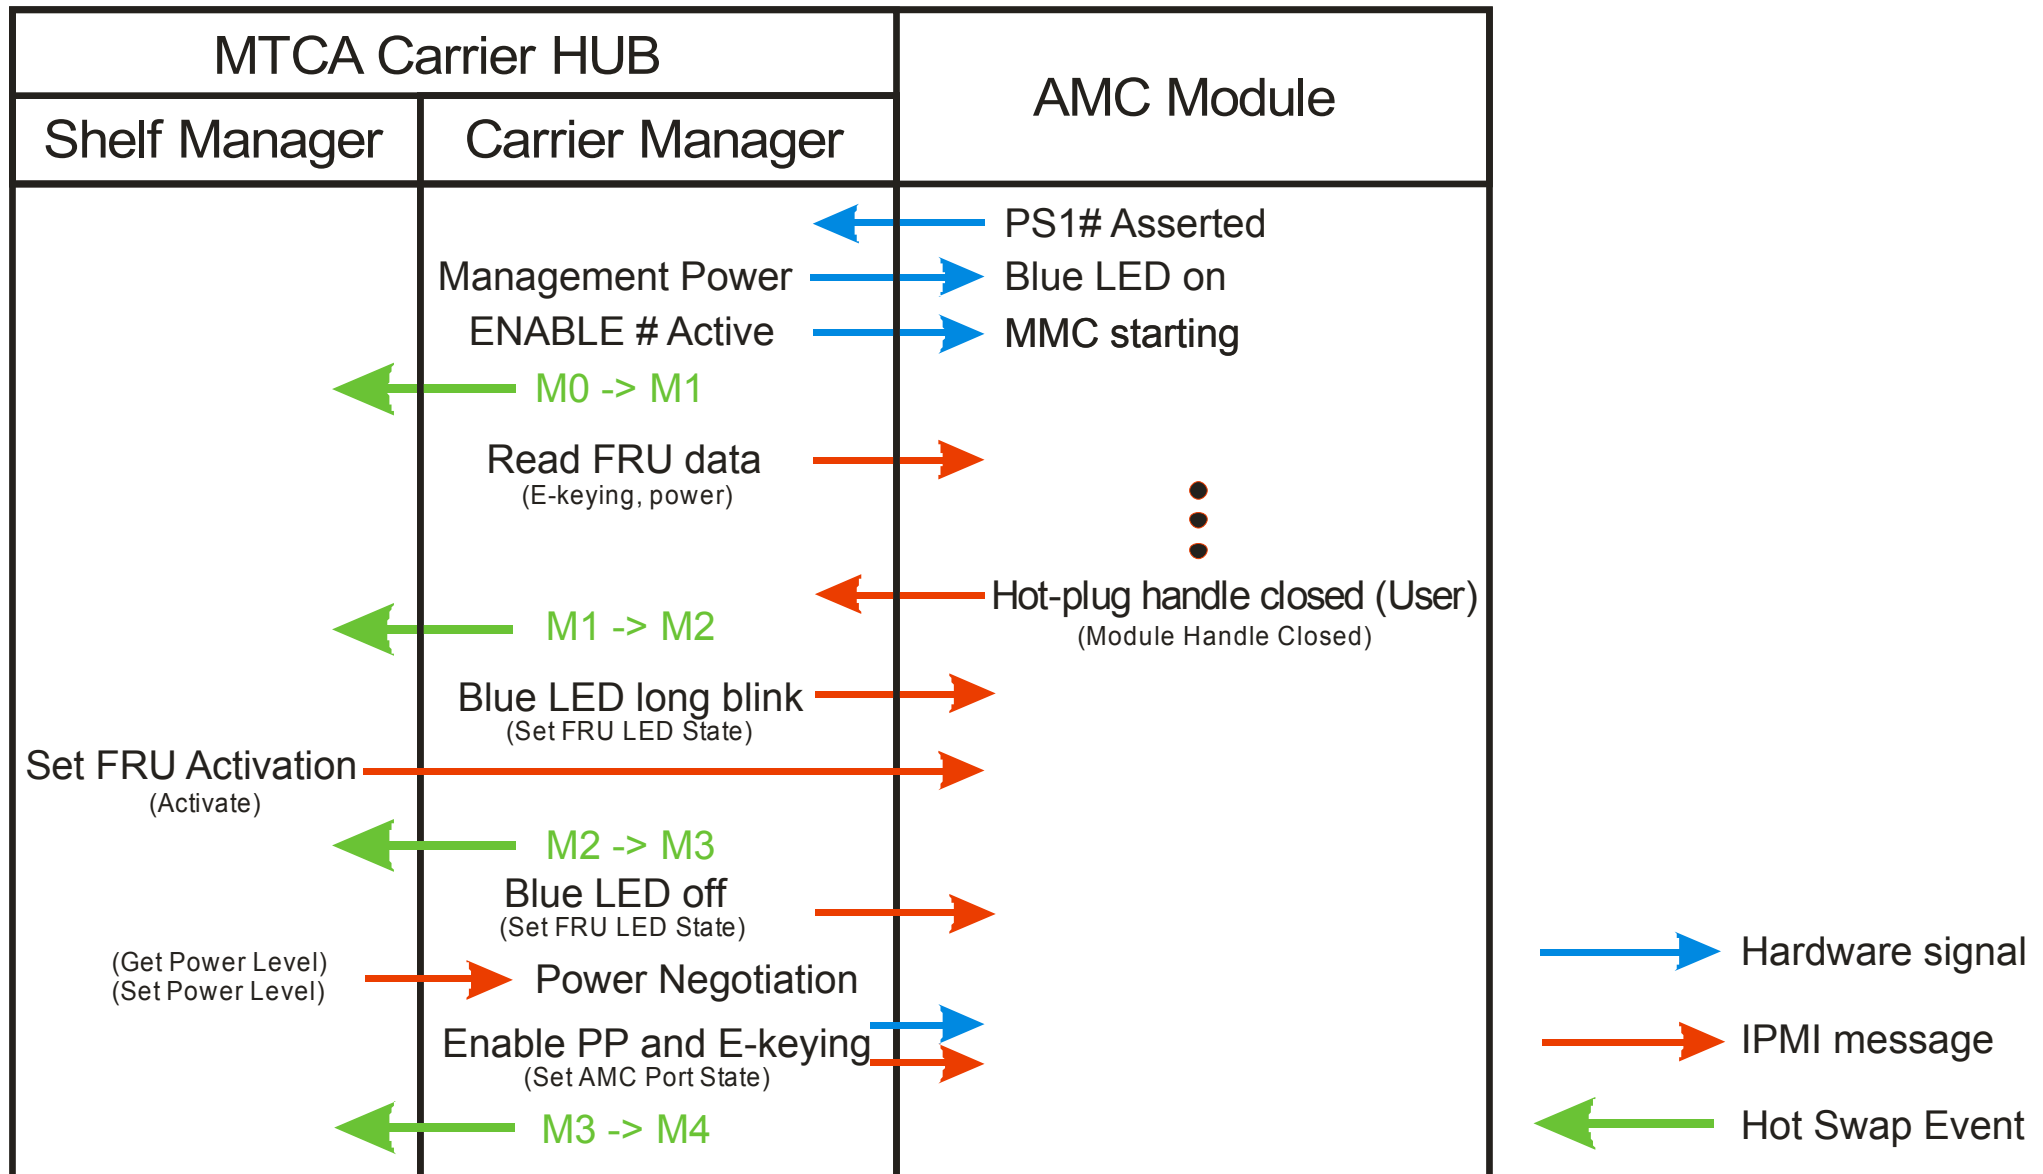 MTCA Carrier HUB
AMC Module
Shelf Manager
Carrier Manager
PS1# Asserted
Management Power
Blue LED on
ENABLE # Active
MMC starting
M0 -> M1
Read FRU data
(E-keying, power)
Hot-plug handle closed (User)
(Module Handle Closed)
M1 -> M2
Blue LED long blink
(Set FRU LED State)
Set FRU Activation
(Activate)
M2 -> M3
Blue LED off
(Set FRU LED State)
(Get Power Level)
(Set Power Level)
Power Negotiation
Enable PP and E-keying
(Set AMC Port State)
M3 -> M4
Hardware signal
IPMI message
Hot Swap Event